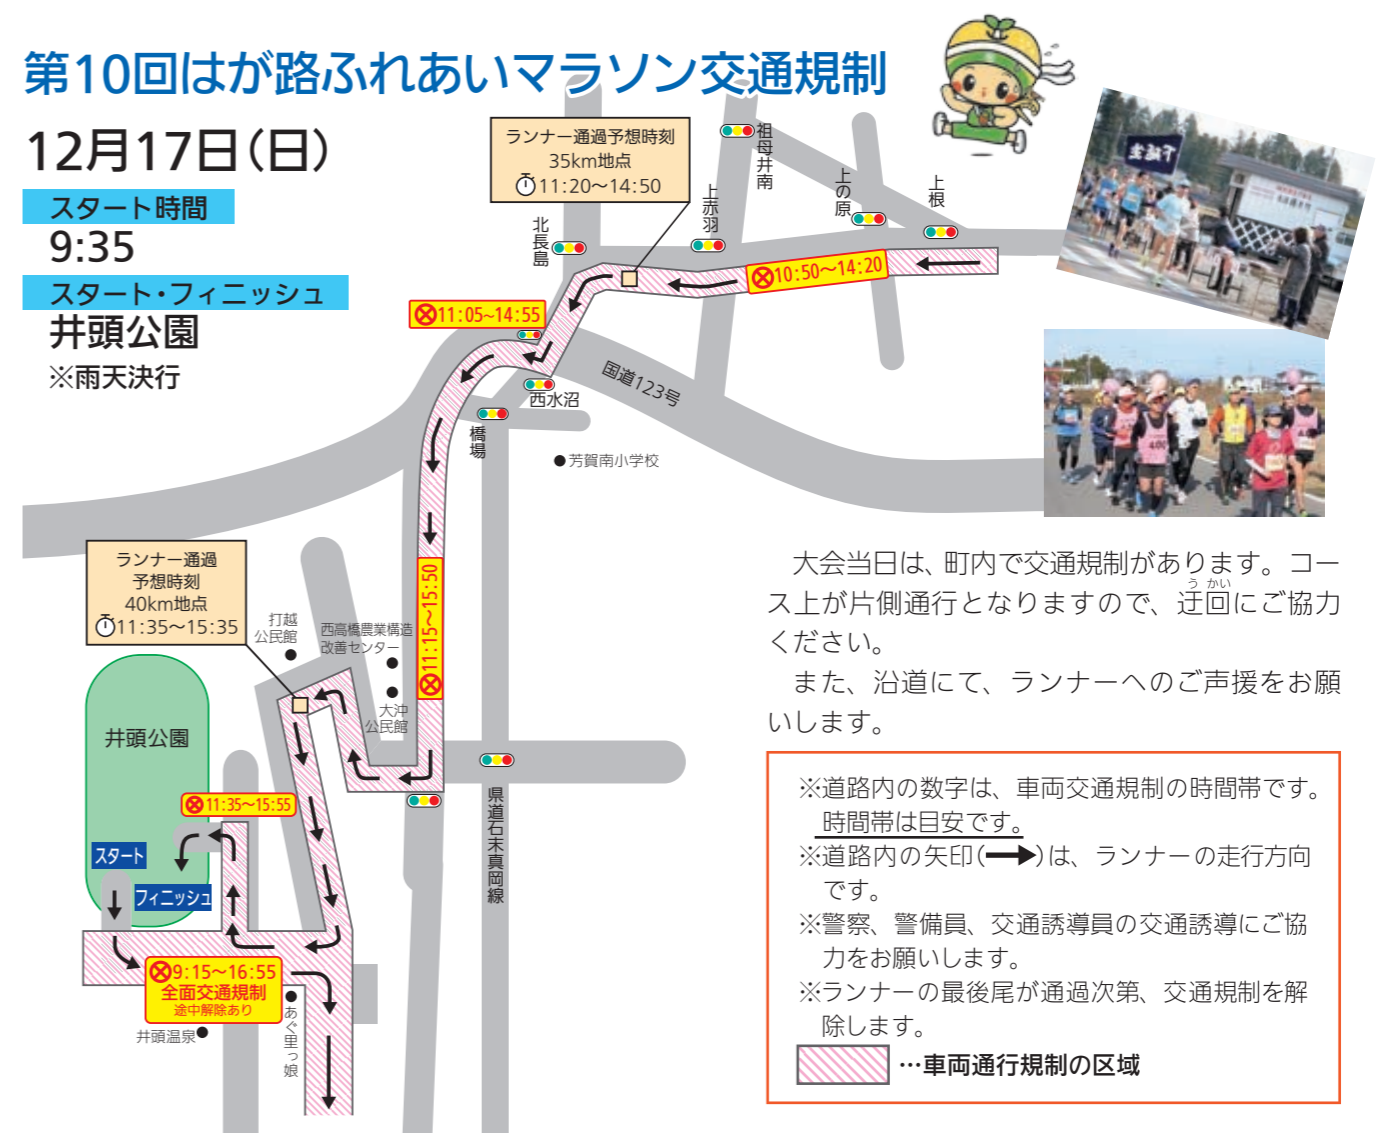 第10回はが路ふれあいマラソン交通規制
12月17日(日)
スタート時間
9:35
スタート・フィニッシュ
井頭公園
※雨天決行
ランナー通過予想時刻
35km地点
11:20〜14:50
祖母井南
上の原
上根
上赤羽
北長島
10:50〜14:20
11:05〜14:55
西水沼
国道123号
橋場
芳賀南小学校
ランナー通過
予想時刻
40km地点
11:35〜15:35
打越
公民館
西高橋農業構造
改善センター
11:15〜15:50
大沖
公民館
井頭公園
11:35〜15:55
スタート
フィニッシュ
県道石末真岡線
9:15〜16:55
全面交通規制
途中解除あり
井頭温泉
あぐ里っ娘
下延生
大会当日は、町内で交通規制があります。コー
ス上が片側通行となりますので、迂回にご協力
う かい
ください。
また、沿道にて、ランナーへのご声援をお願
いします。
※道路内の数字は、車両交通規制の時間帯です。
時間帯は目安です。
※道路内の矢印(➡)は、ランナーの走行方向
です。
※警察、警備員、交通誘導員の交通誘導にご協
力をお願いします。
※ランナーの最後尾が通過次第、交通規制を解
除します。
…車両通行規制の区域